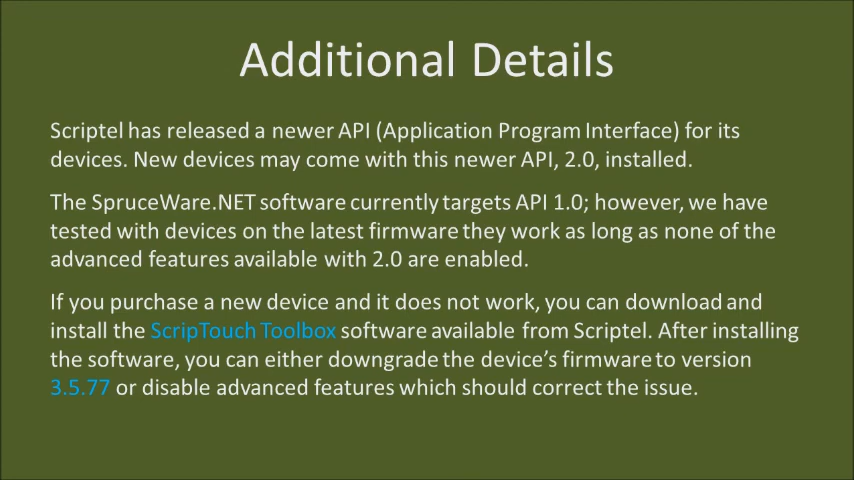 Additional Details
Scriptel has released a newer API (Application Program Interface) for its
devices. New devices may come with this newer API, 2.0, installed.
The SpruceWare.NET software currently targets API 1.0; however, we have
tested with devices on the latest firmware they work as long as none of the
advanced features available with 2.0 are enabled.
If you purchase a new device and it does not work, you can download and
install the ScripTouch Toolbox software available from Scriptel. After installing
the software, you can either downgrade the device’s firmware to version
3.5.77 or disable advanced features which should correct the issue.